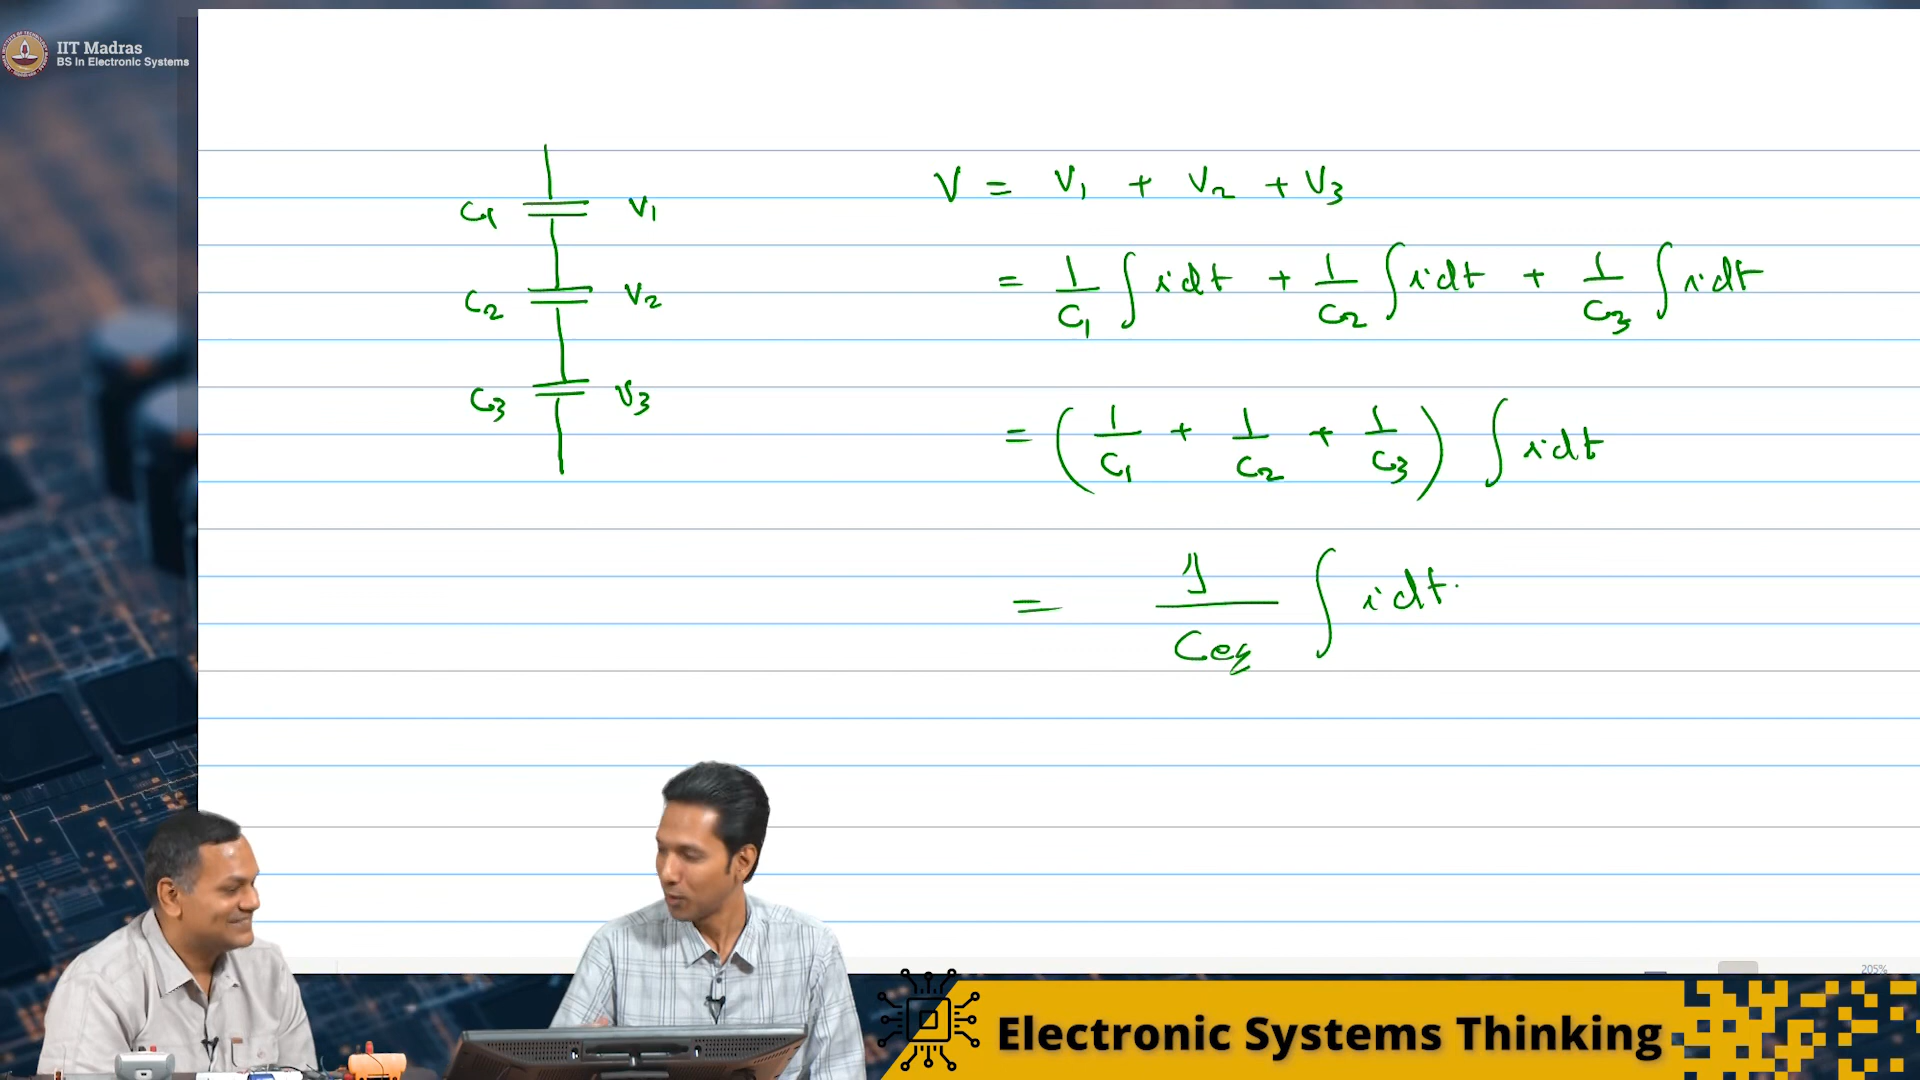 IIT Madras
BS in Electronic Systems
C1 V1
C2 V2
C3 V3
V = V1 + V2 + V3
= 1/C1 ∫ i dt + 1/C2 ∫ i dt + 1/C3 ∫ i dt
= (1/C1 + 1/C2 + 1/C3) ∫ i dt
= 1/Ceq ∫ i dt.
205%
Electronic Systems Thinking